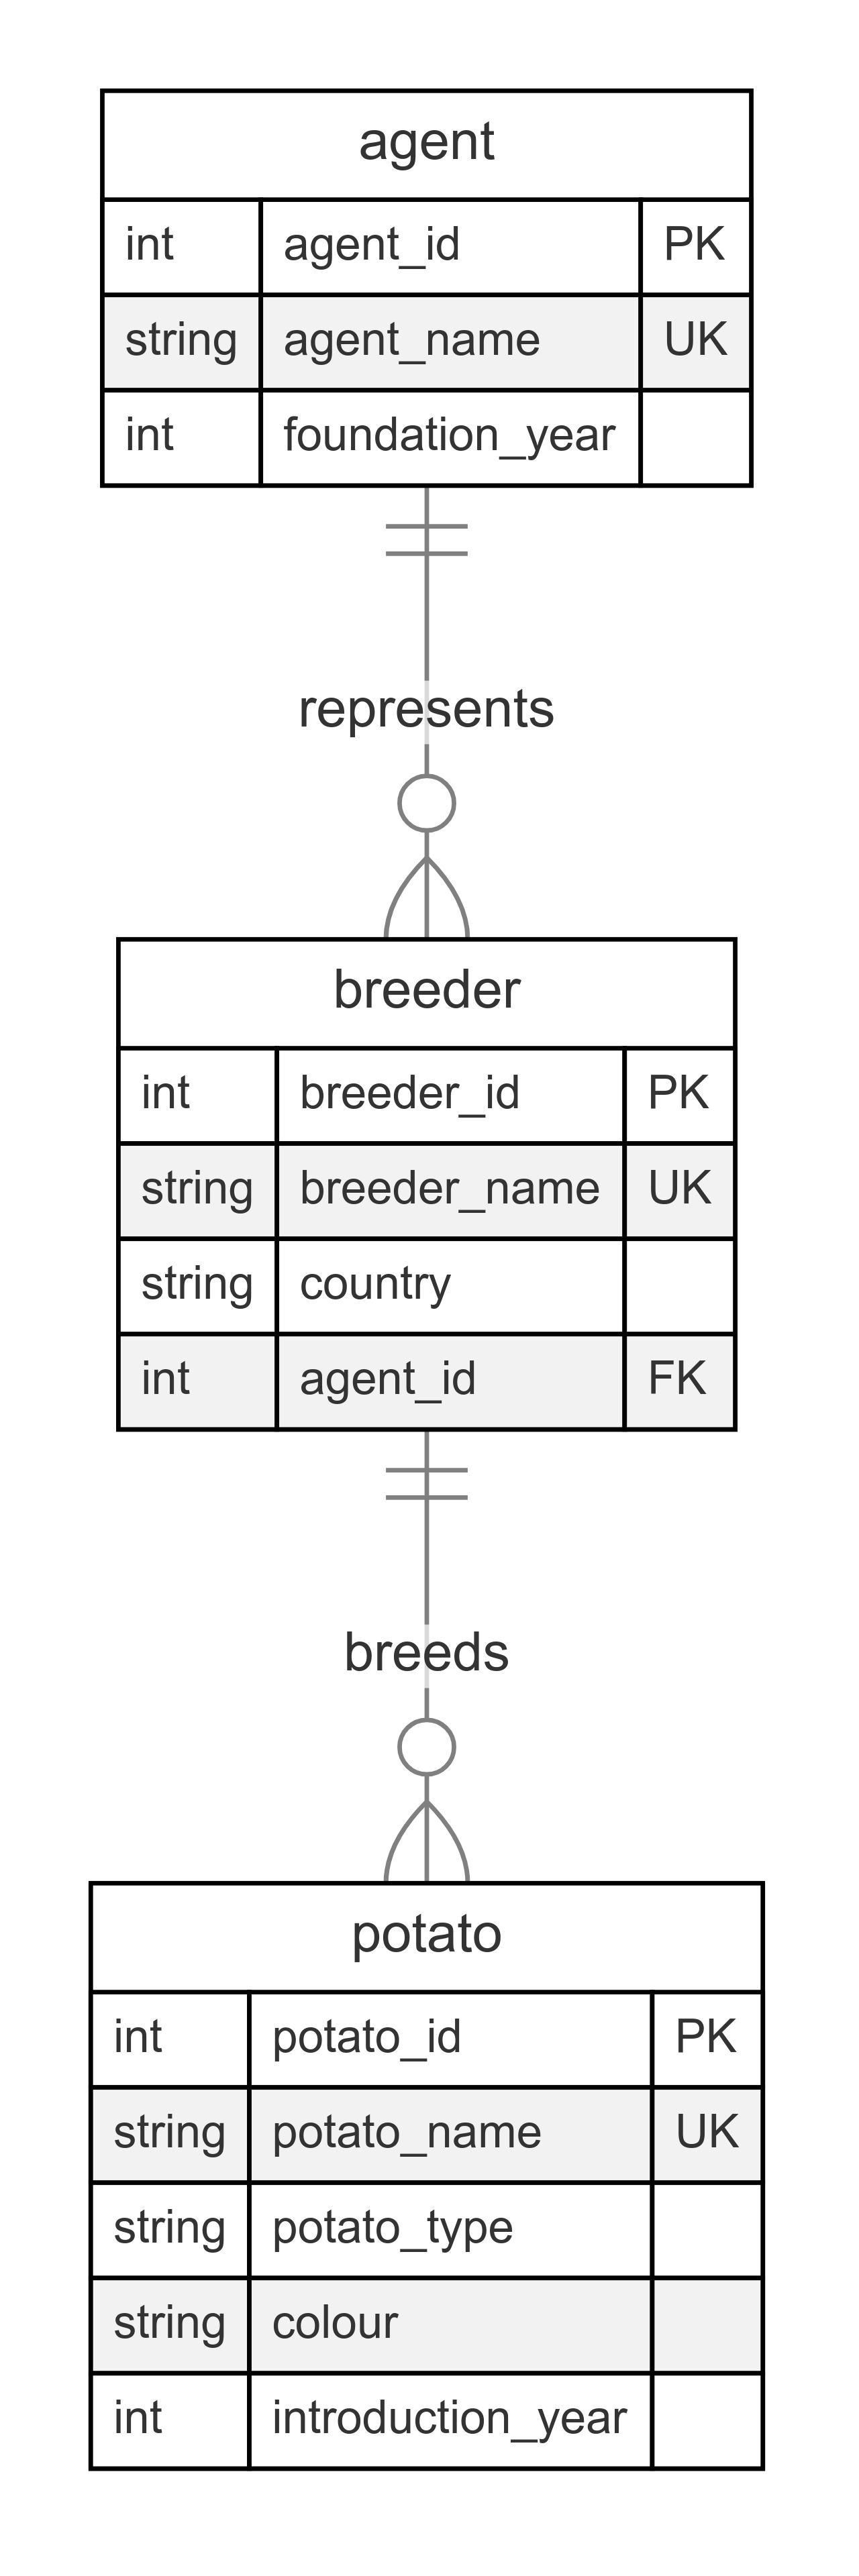 agent
int agent_id PK
string agent_name UK
int foundation_year
represents
breeder
int breeder_id PK
string breeder_name UK
string country
int agent_id FK
breeds
potato
int potato_id PK
string potato_name UK
string potato_type
string colour
int introduction_year